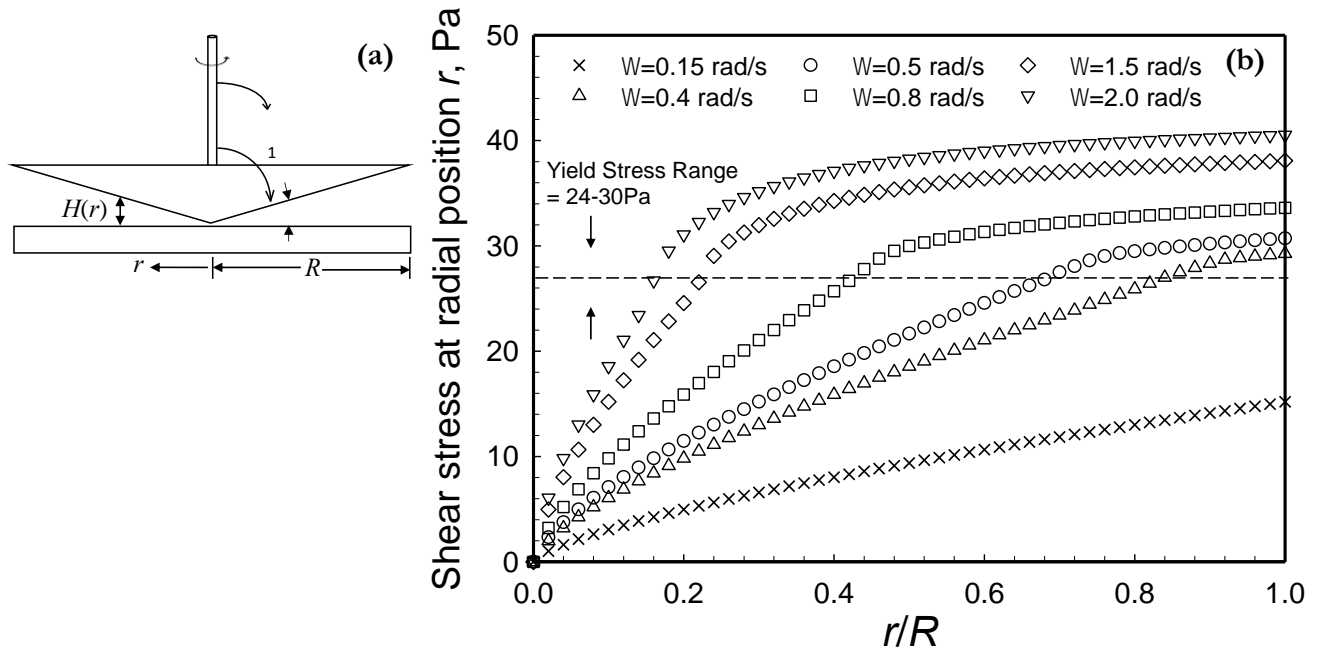 (a)
1
H(r)
r
R
Shear stress at radial position r, Pa
50
40
30
20
10
0
(b)
W=0.15 rad/s
W=0.5 rad/s
W=1.5 rad/s
W=0.4 rad/s
W=0.8 rad/s
W=2.0 rad/s
Yield Stress Range
= 24-30Pa
0.0
0.2
0.4
0.6
0.8
1.0
r/R